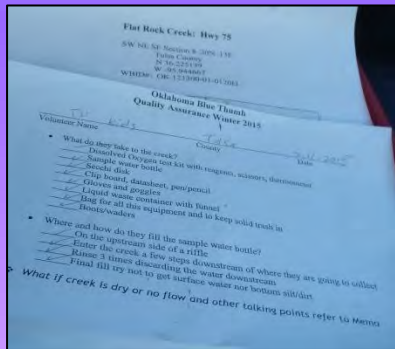 Flat Rock Creek: Hwy 75
SW NE SE Section 8-20N-13E
Tulsa County
N 36.225199
W -95.944667
WBID#: OK 121300-01-
Oklahoma Blue Thumb
Quality Assurance Winter 2015
Kids Tulsa 2015
Volunteer Name County Date
• What do they take to the creek?
Dissolved Oxygen test kit with reagents, scissors, thermometer
Sample water bottle
Secchi disk
Clip board, datasheet, pen/pencil
Gloves and goggles
Liquid waste container with funnel
Bag for all this equipment and to keep solid trash in
Boots/waders
• Where and how do they fill the sample water bottle?
On the upstream side of a riffle
Enter the creek a few steps downstream of where they are going to collect
Rinse 3 times discarding the water downstream
Final fill try not to get surface water nor bottom silt/dirt
What if creek is dry or no flow and other talking points refer to Memo